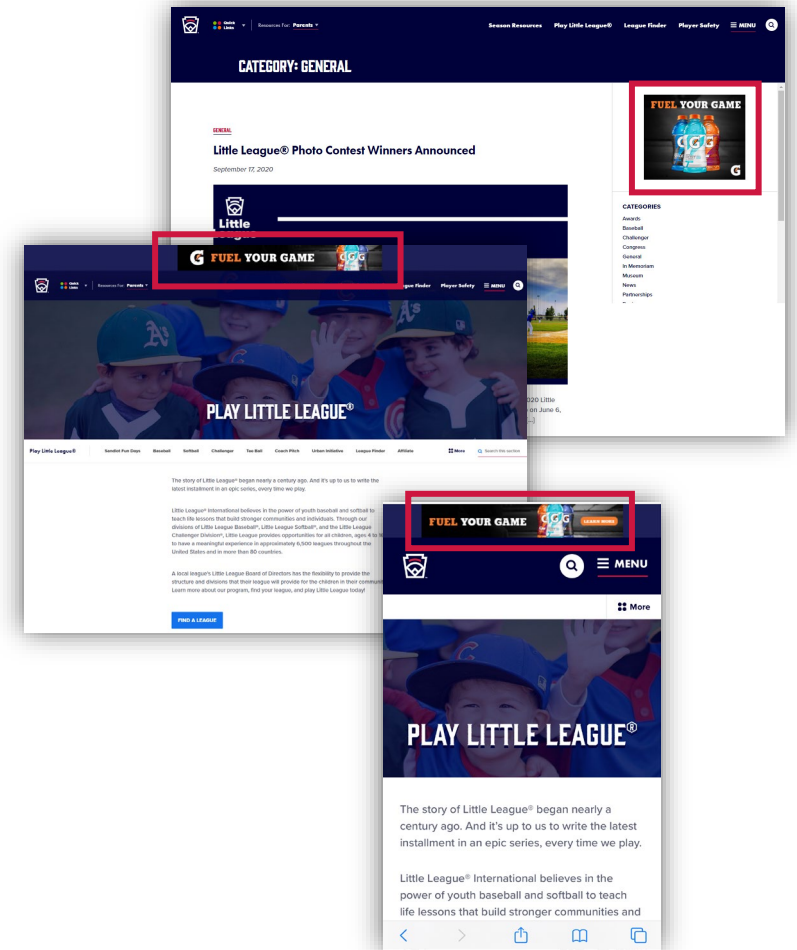 Quick
Links
Resources For: Parents
Season Resources
Play Little League®
League Finder
Player Safety
MENU
CATEGORY: GENERAL
GENERAL
Little League® Photo Contest Winners Announced
September 17, 2020
Little
League
FUEL YOUR GAME
G
CATEGORIES
Awards
Baseball
Challenger
Congress
General
In Memoriam
Museum
News
Partnerships
020 Little
on June 6,
[...]
G FUEL YOUR GAME
Quick
Links
Resources For: Parents
ague Finder
Player Safety
MENU
PLAY LITTLE LEAGUE®
Play Little League®
Sandlot Fun Days
Baseball
Softball
Challenger
Tee Ball
Coach Pitch
Urban Initiative
League Finder
Affiliate
More
Search this section
The story of Little League® began nearly a century ago. And it's up to us to write the
latest installment in an epic series, every time we play.
Little League® International believes in the power of youth baseball and softball to
teach life lessons that build stronger communities and individuals. Through our
divisions of Little League Baseball®, Little League Softball®, and the Little League
Challenger Division®, Little League provides opportunities for all children, ages 4 to
to have a meaningful experience in approximately 6,500 leagues throughout the
United States and in more than 80 countries.
A local league's Little League Board of Directors has the flexibility to provide the
structure and divisions that their league will provide for the children in their
Learn more about our program, find your league, and play Little League today!
FIND A LEAGUE
FUEL YOUR GAME
LEARN MORE
MENU
More
PLAY LITTLE LEAGUE®
The story of Little League® began nearly a
century ago. And it's up to us to write the latest
installment in an epic series, every time we play.
Little League® International believes in the
power of youth baseball and softball to teach
life lessons that build stronger communities and